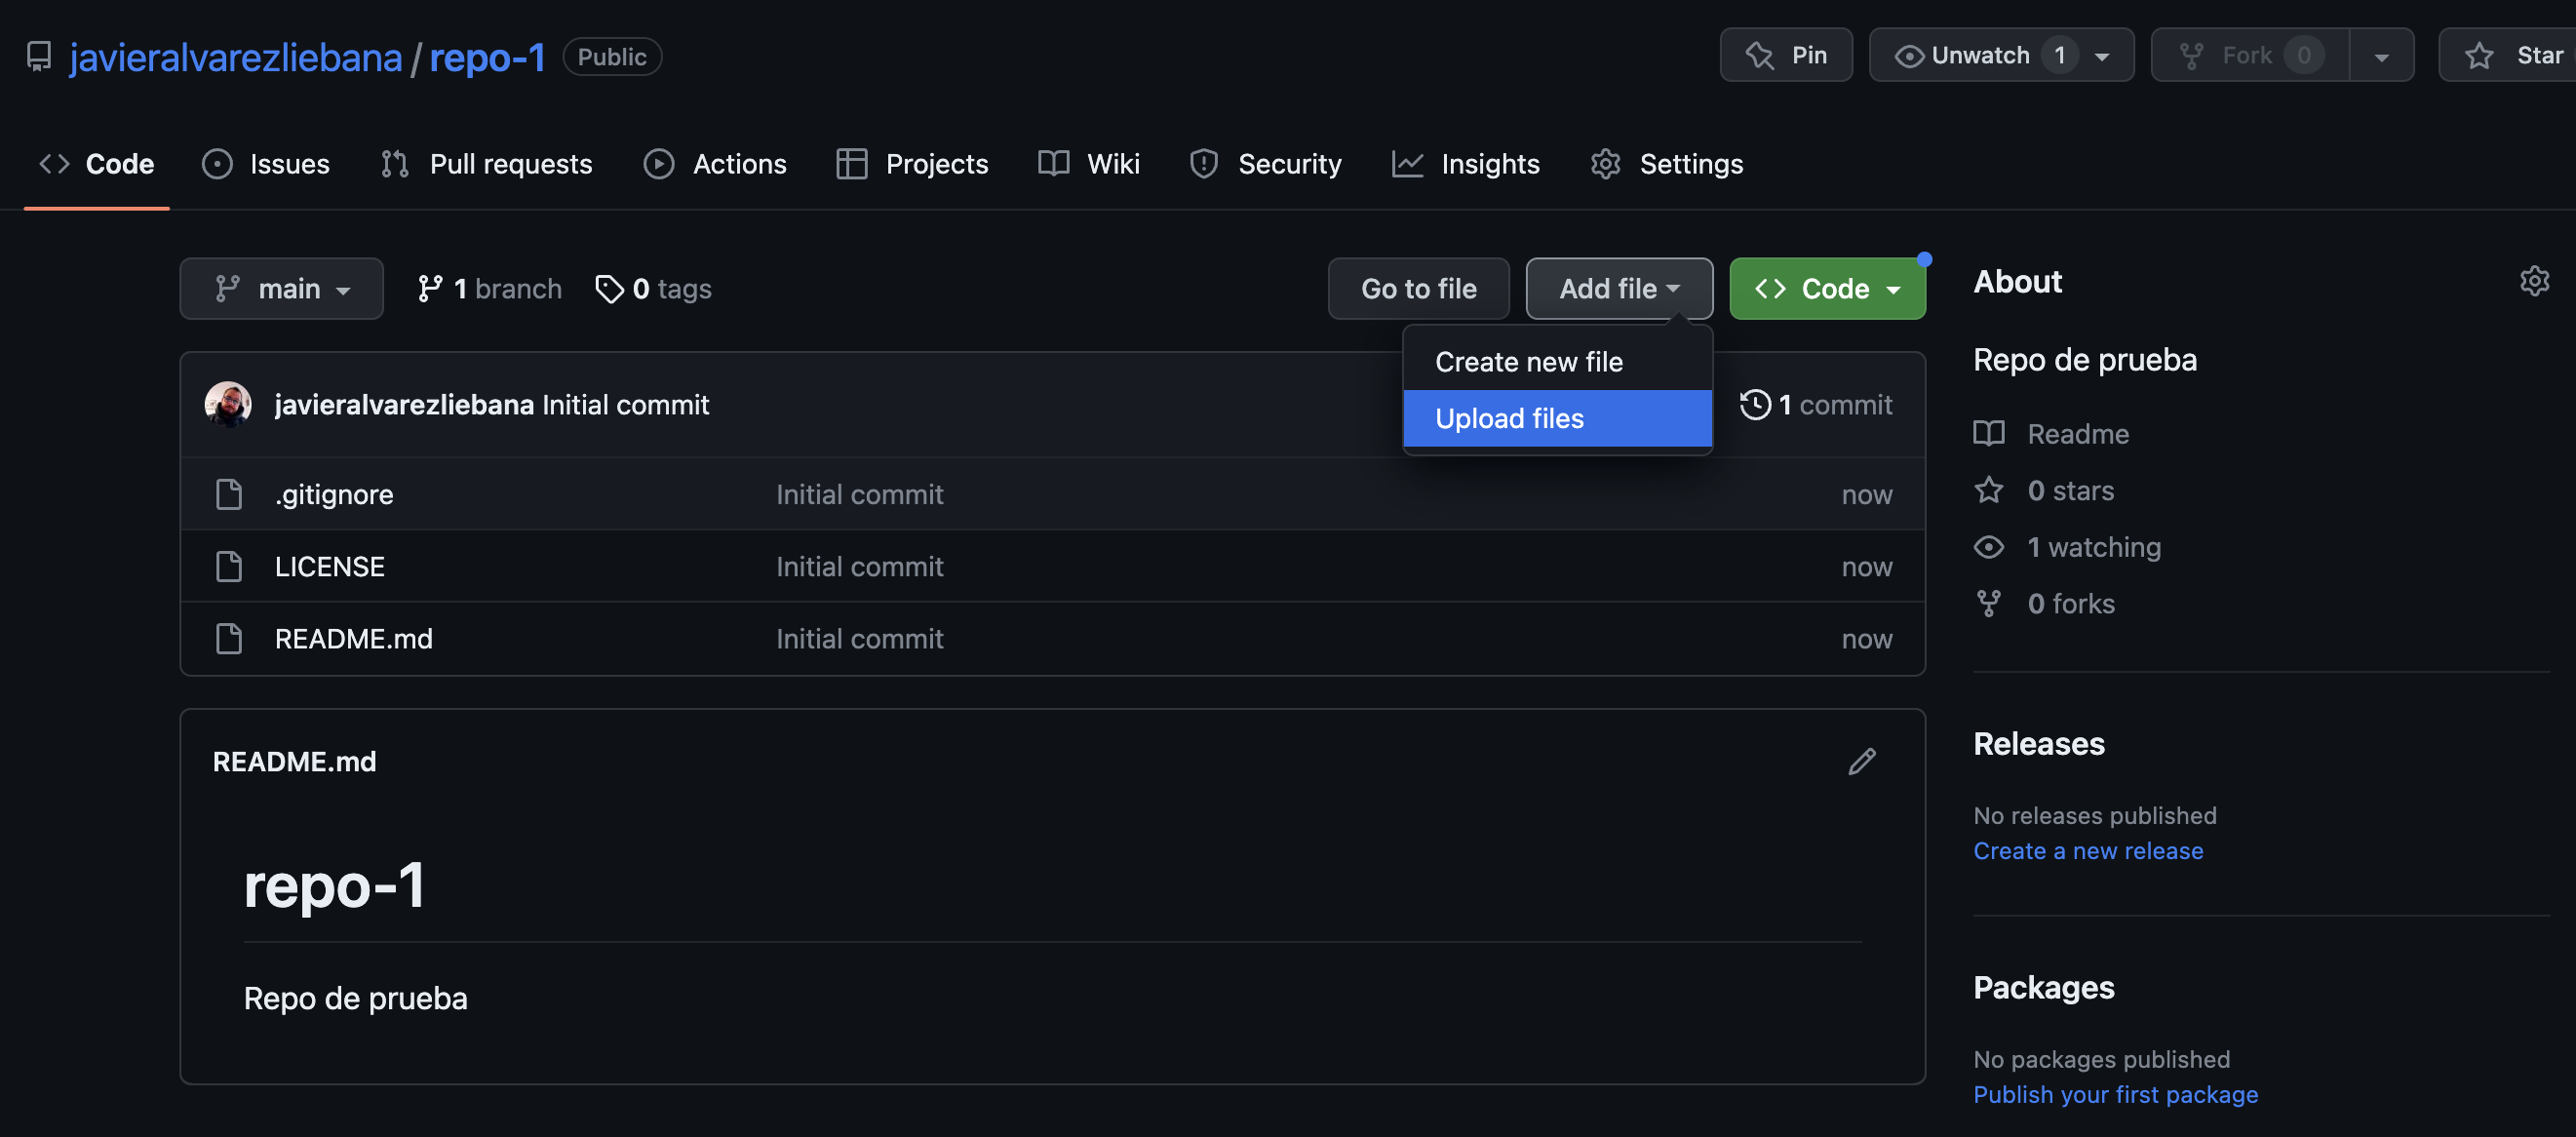 javieralvarezliebana / repo-1 Public Pin Unwatch 1 Fork 0 Star
Code Issues Pull requests Actions Projects Wiki Security Insights Settings
main 1 branch 0 tags Go to file Add file Code
Create new file
Upload files
javieralvarezliebana Initial commit 1 commit
.gitignore Initial commit now
LICENSE Initial commit now
README.md Initial commit now
README.md
repo-1
Repo de prueba
About
Repo de prueba
Readme
0 stars
1 watching
0 forks
Releases
No releases published
Create a new release
Packages
No packages published
Publish your first package